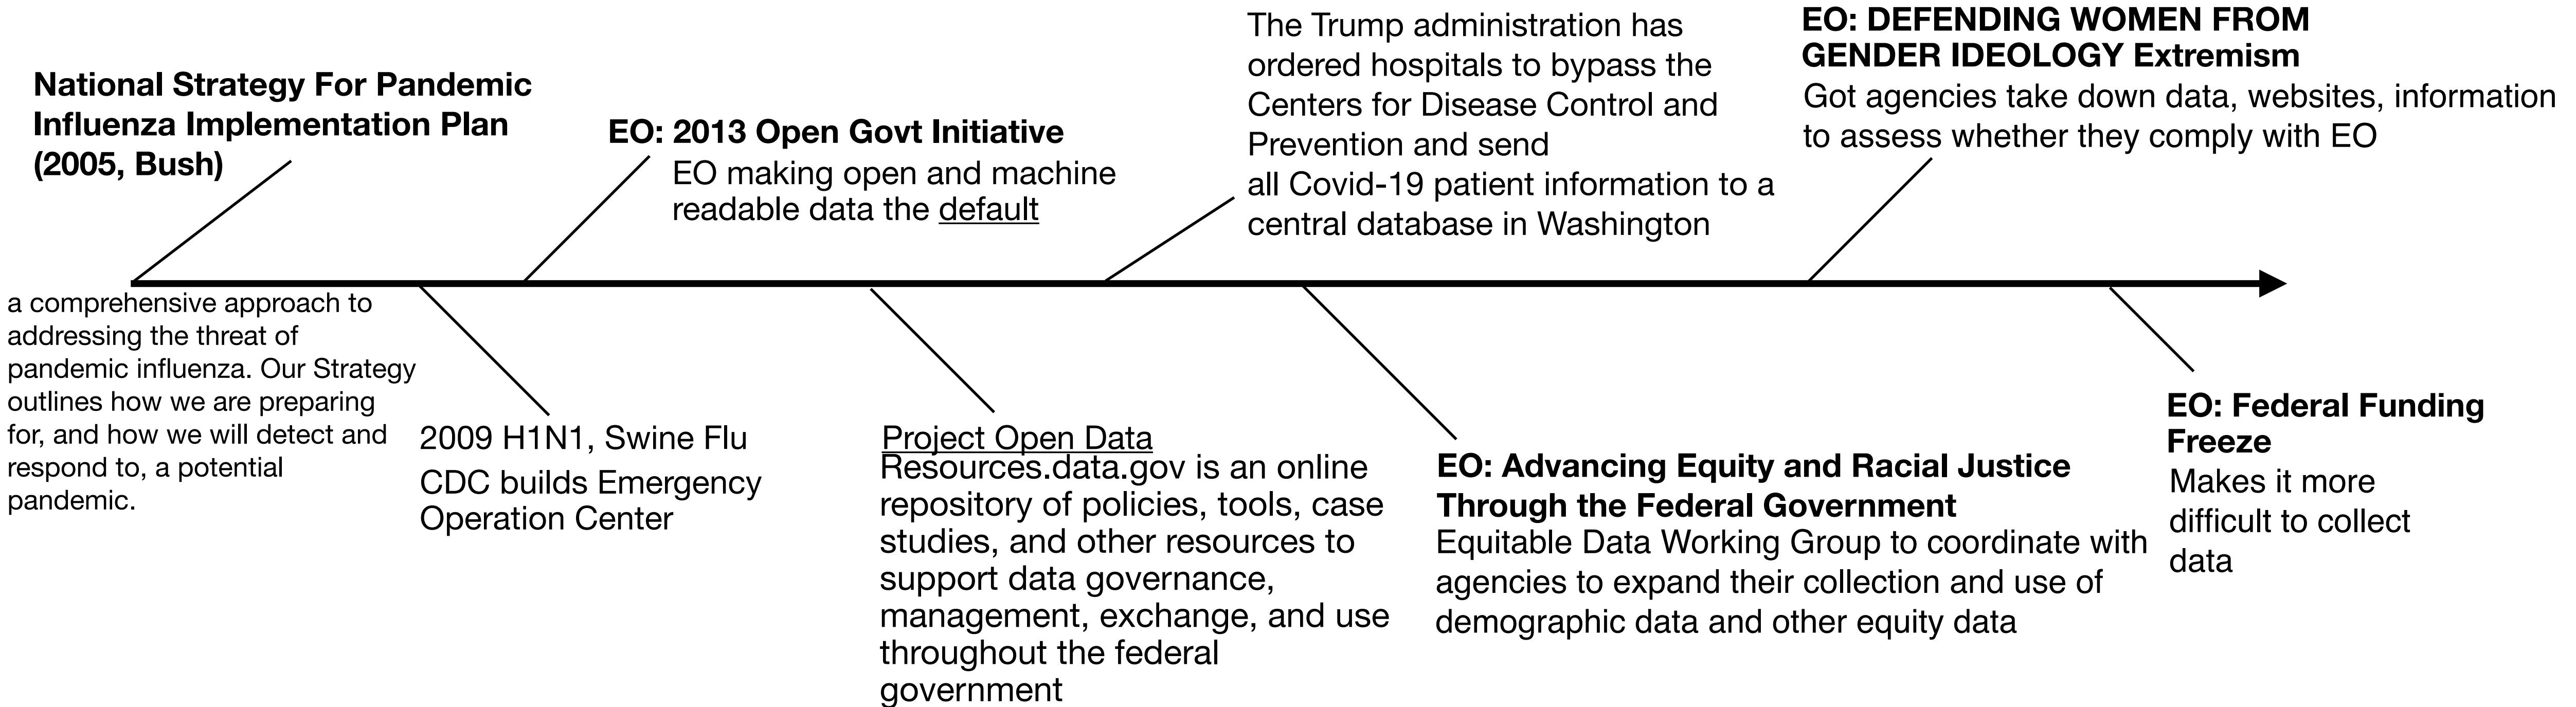 National Strategy For Pandemic
Influenza Implementation Plan
(2005, Bush)
a comprehensive approach to
addressing the threat of
pandemic influenza. Our Strategy
outlines how we are preparing
for, and how we will detect and
respond to, a potential
pandemic.
2009 H1N1, Swine Flu
CDC builds Emergency
Operation Center
EO: 2013 Open Govt Initiative
EO making open and machine
readable data the default
Project Open Data
Resources.data.gov is an online
repository of policies, tools, case
studies, and other resources to
support data governance,
management, exchange, and use
throughout the federal
government
The Trump administration has
ordered hospitals to bypass the
Centers for Disease Control and
Prevention and send
all Covid-19 patient information to a
central database in Washington
EO: Advancing Equity and Racial Justice
Through the Federal Government
Equitable Data Working Group to coordinate with
agencies to expand their collection and use of
demographic data and other equity data
EO: DEFENDING WOMEN FROM
GENDER IDEOLOGY Extremism
Got agencies take down data, websites, information
to assess whether they comply with EO
EO: Federal Funding
Freeze
Makes it more
difficult to collect
data